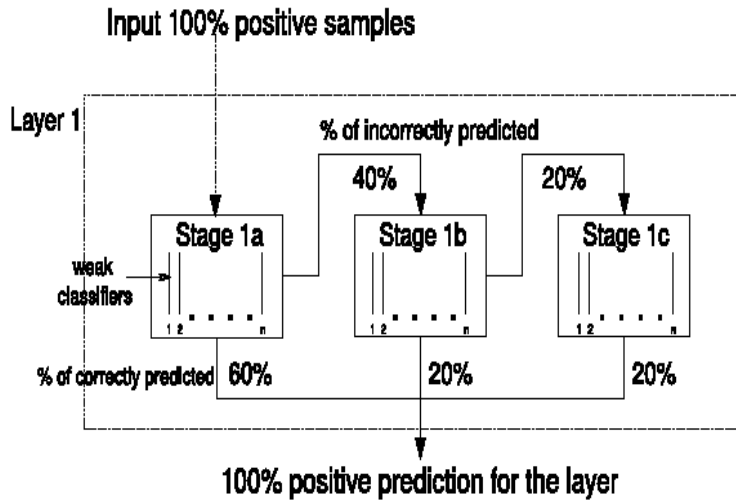 Input 100% positive samples
Layer 1
% of incorrectly predicted
40%
20%
Stage 1a
Stage 1b
Stage 1c
weak
classifiers
1 2 n
1 2 n
1 2 n
% of correctly predicted
60%
20%
20%
100% positive prediction for the layer